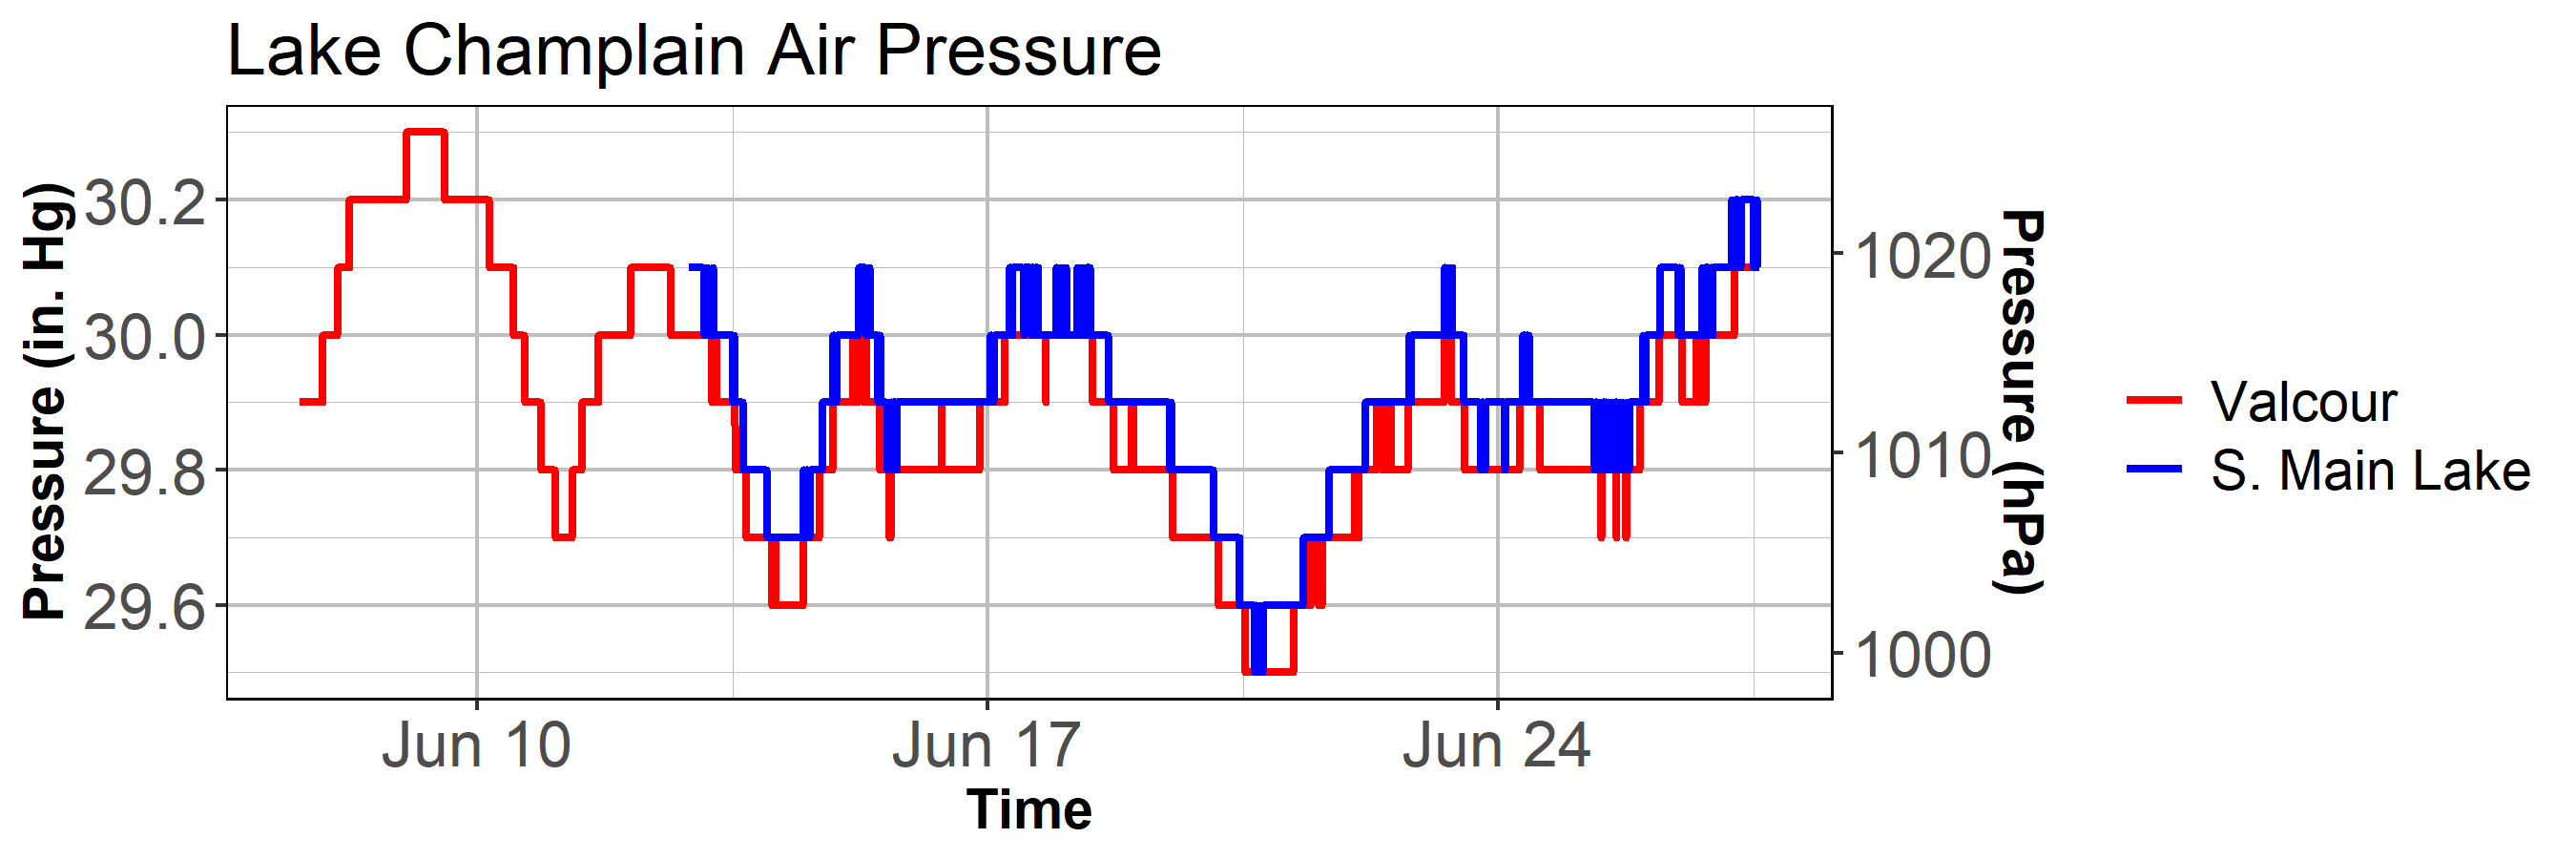 Lake Champlain Air Pressure
Pressure (in. Hg)
30.2
30.0
29.8
29.6
1020
1010
1000
Pressure (hPa)
Jun 10
Jun 17
Jun 24
Time
Valcour
S. Main Lake